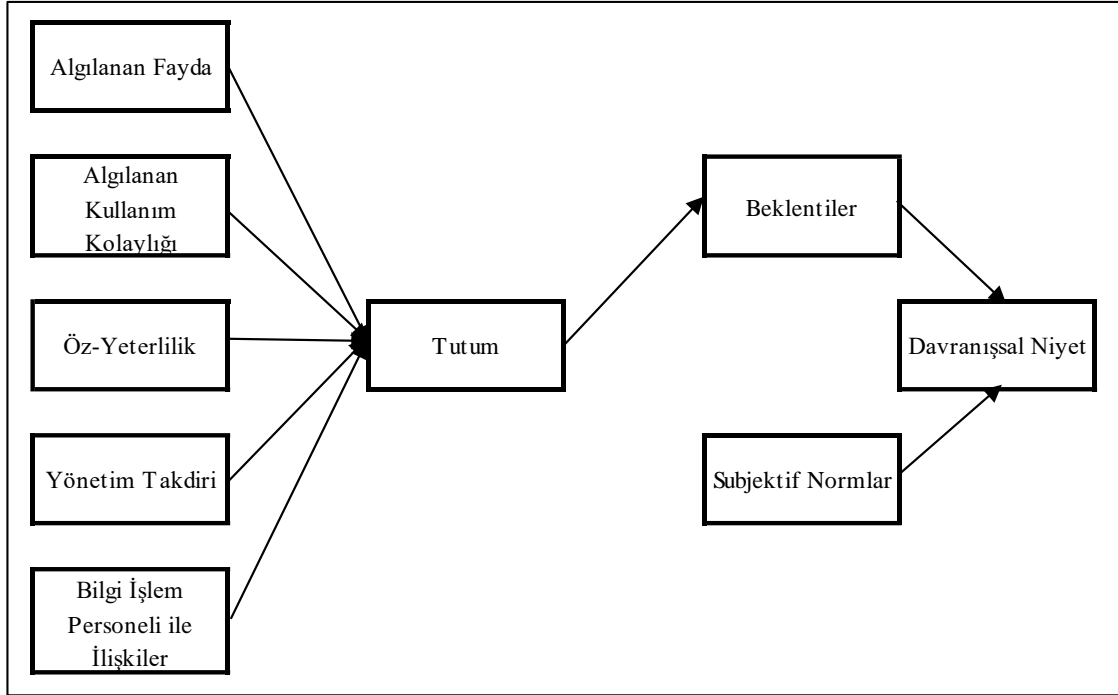 Algılanan Fayda
Algılanan
Kullanım
Kolaylığı
Öz-Yeterlilik
Yönetim Takdiri
Bilgi İşlem
Personeli ile
İlişkiler
Tutum
Beklentiler
Subjektif Normlar
Davranışsal Niyet